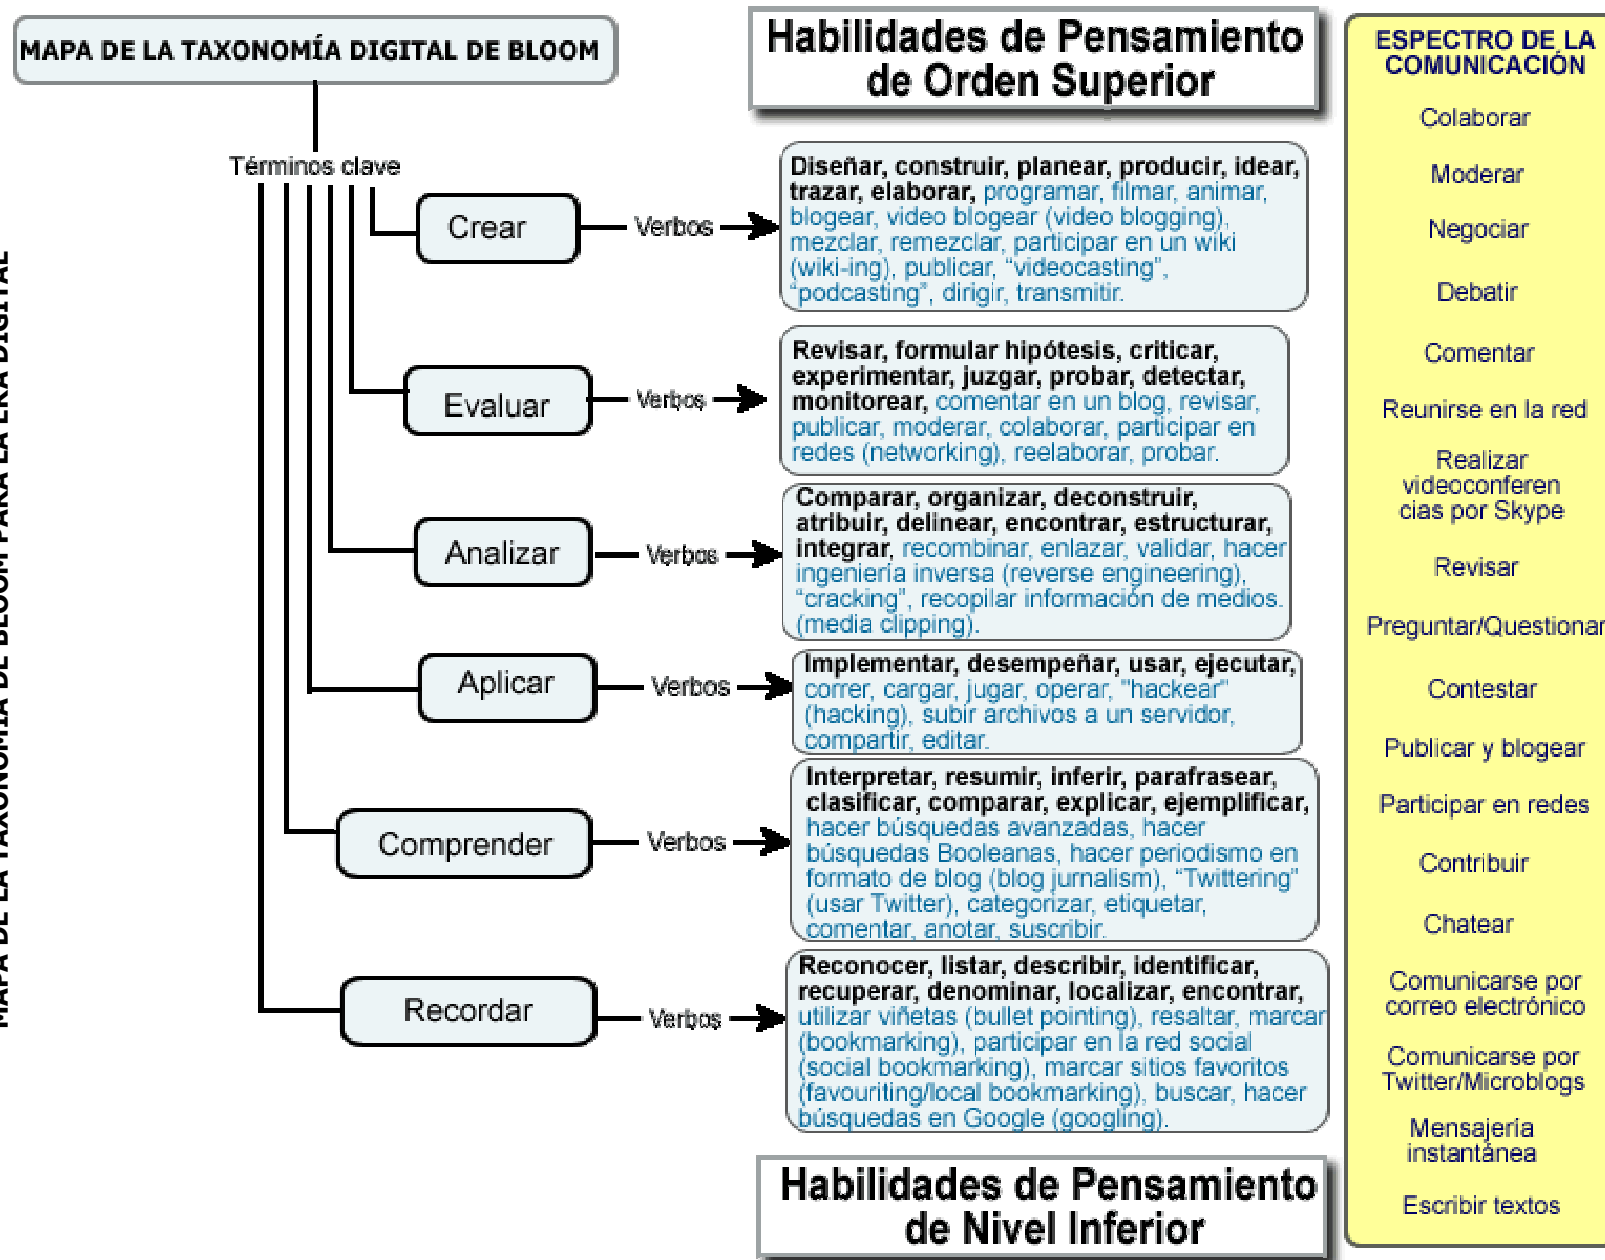 MAPA DE LA TAXONOMÍA DE BLOOM PARA LA ERA DIGITAL
MAPA DE LA TAXONOMÍA DIGITAL DE BLOOM
Habilidades de Pensamiento
de Orden Superior
Términos clave
Crear
Verbos
Diseñar, construir, planear, producir, idear,
trazar, elaborar, programar, filmar, animar,
blogear, video blogear (video blogging),
mezclar, remezclar, participar en un wiki
(wiki-ing), publicar, “videocasting”,
“podcasting”, dirigir, transmitir.
Evaluar
Verbos
Revisar, formular hipótesis, criticar,
experimentar, juzgar, probar, detectar,
monitorear, comentar en un blog, revisar,
publicar, moderar, colaborar, participar en
redes (networking), reelaborar, probar.
Analizar
Verbos
Comparar, organizar, deconstruir,
atribuir, delinear, encontrar, estructurar,
integrar, recombinar, enlazar, validar, hacer
ingeniería inversa (reverse engineering),
“cracking”, recopilar información de medios.
(media clipping).
Aplicar
Verbos
Implementar, desempeñar, usar, ejecutar,
correr, cargar, jugar, operar, "hackear"
(hacking), subir archivos a un servidor,
compartir, editar.
Comprender
Verbos
Interpretar, resumir, inferir, parafrasear,
clasificar, comparar, explicar, ejemplificar,
hacer búsquedas avanzadas, hacer
búsquedas Booleanas, hacer periodismo en
formato de blog (blog jurnalism), “Twittering”
(usar Twitter), categorizar, etiquetar,
comentar, anotar, suscribir.
Recordar
Verbos
Reconocer, listar, describir, identificar,
recuperar, denominar, localizar, encontrar,
utilizar viñetas (bullet pointing), resaltar, marcar
(bookmarking), participar en la red social
(social bookmarking), marcar sitios favoritos
(favouriting/local bookmarking), buscar, hacer
búsquedas en Google (googling).
Habilidades de Pensamiento
de Nivel Inferior
ESPECTRO DE LA
COMUNICACIÓN
Colaborar
Moderar
Negociar
Debatir
Comentar
Reunirse en la red
Realizar
videoconferen
cias por Skype
Revisar
Preguntar/Questionar
Contestar
Publicar y blogear
Participar en redes
Contribuir
Chatear
Comunicarse por
correo electrónico
Comunicarse por
Twitter/Microblogs
Mensajería
instantánea
Escribir textos